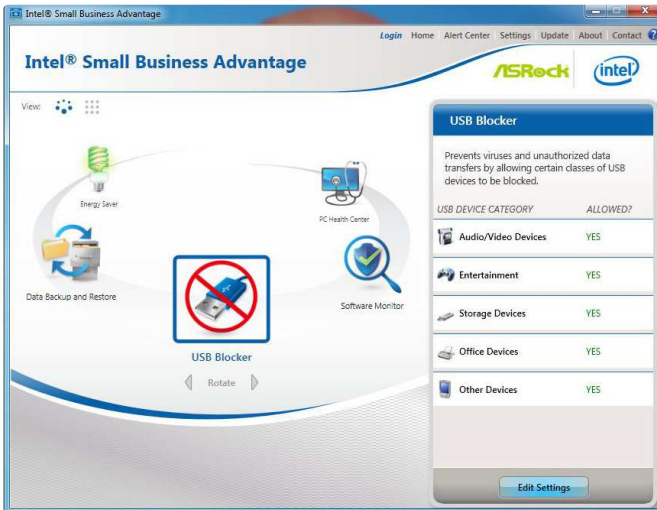 Intel® Small Business Advantage
Login Home Alert Center Settings Update About Contact ?
Intel® Small Business Advantage
ASRock
intel
View:
Energy Saver
PC Health Center
Data Backup and Restore
Software Monitor
USB Blocker
Rotate
USB Blocker
Prevents viruses and unauthorized data
transfers by allowing certain classes of USB
devices to be blocked.
USB DEVICE CATEGORY ALLOWED?
Audio/Video Devices YES
Entertainment YES
Storage Devices YES
Office Devices YES
Other Devices YES
Edit Settings